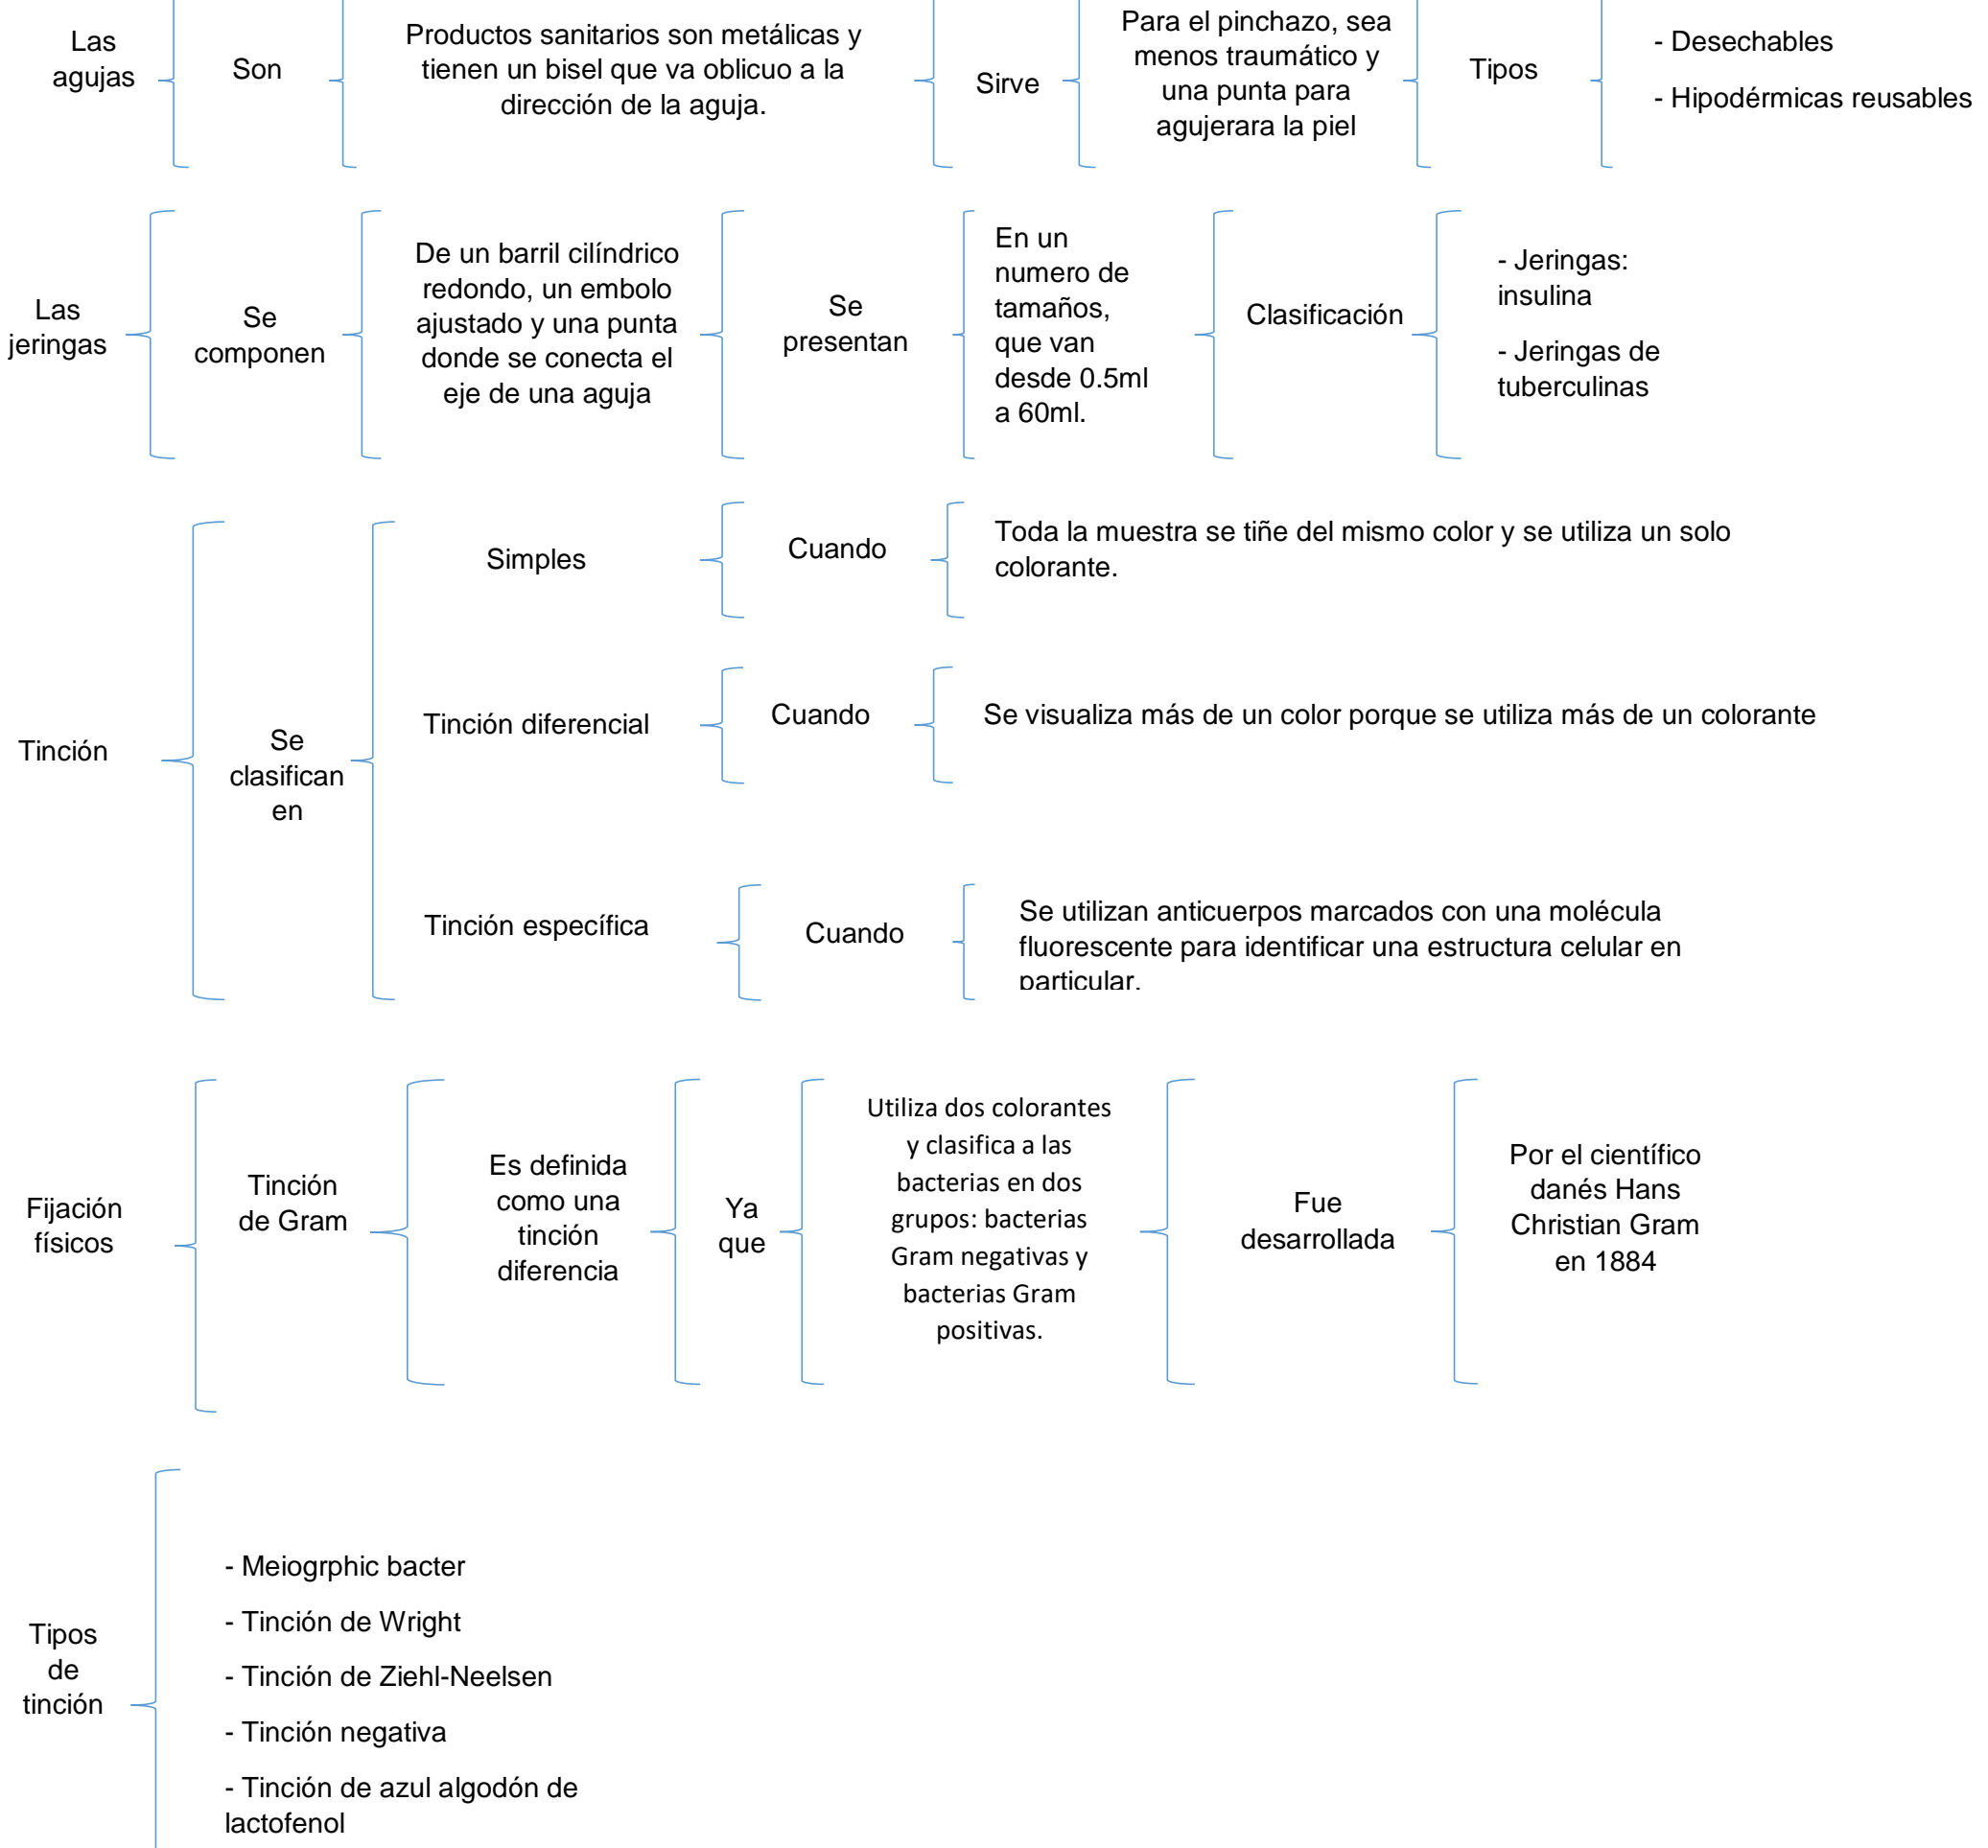 Las
agujas
Son
Productos sanitarios son metálicas y
tienen un bisel que va oblicuo a la
dirección de la aguja.
Sirve
Para el pinchazo, sea
menos traumático y
una punta para
agujerara la piel
Tipos
- Desechables
- Hipodérmicas reusables
Las
jeringas
Se
componen
De un barril cilíndrico
redondo, un embolo
ajustado y una punta
donde se conecta el
eje de una aguja
Se
presentan
En un
numero de
tamaños,
que van
desde 0.5ml
a 60ml.
Clasificación
- Jeringas:
insulina
- Jeringas de
tuberculinas
Tinción
Se
clasifican
en
Simples
Cuando
Toda la muestra se tiñe del mismo color y se utiliza un solo
colorante.
Tinción diferencial
Cuando
Se visualiza más de un color porque se utiliza más de un colorante
Tinción específica
Cuando
Se utilizan anticuerpos marcados con una molécula
fluorescente para identificar una estructura celular en
particular.
Fijación
físicos
Tinción
de Gram
Es definida
como una
tinción
diferencia
Ya
que
Utiliza dos colorantes
y clasifica a las
bacterias en dos
grupos: bacterias
Gram negativas y
bacterias Gram
positivas.
Fue
desarrollada
Por el científico
danés Hans
Christian Gram
en 1884
Tipos
de
tinción
- Meiogrphic bacter
- Tinción de Wright
- Tinción de Ziehl-Neelsen
- Tinción negativa
- Tinción de azul algodón de
lactofenol